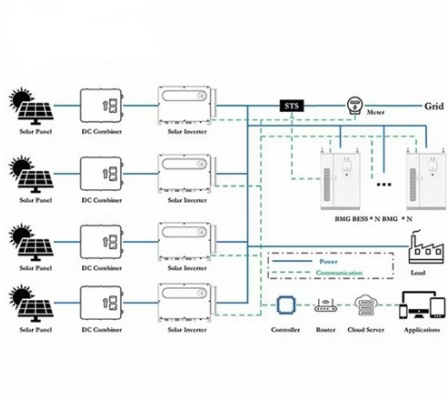 Grid
STS
Meter
Solar Panel
DC Combiner
Solar Inverter
Solar Panel
DC Combiner
Solar Inverter
BMG BESS * N BMG * N
Solar Panel
DC Combiner
Solar Inverter
Power
Communication
Load
Solar Panel
DC Combiner
Solar Inverter
Controller
Router
Cloud Server
Applications